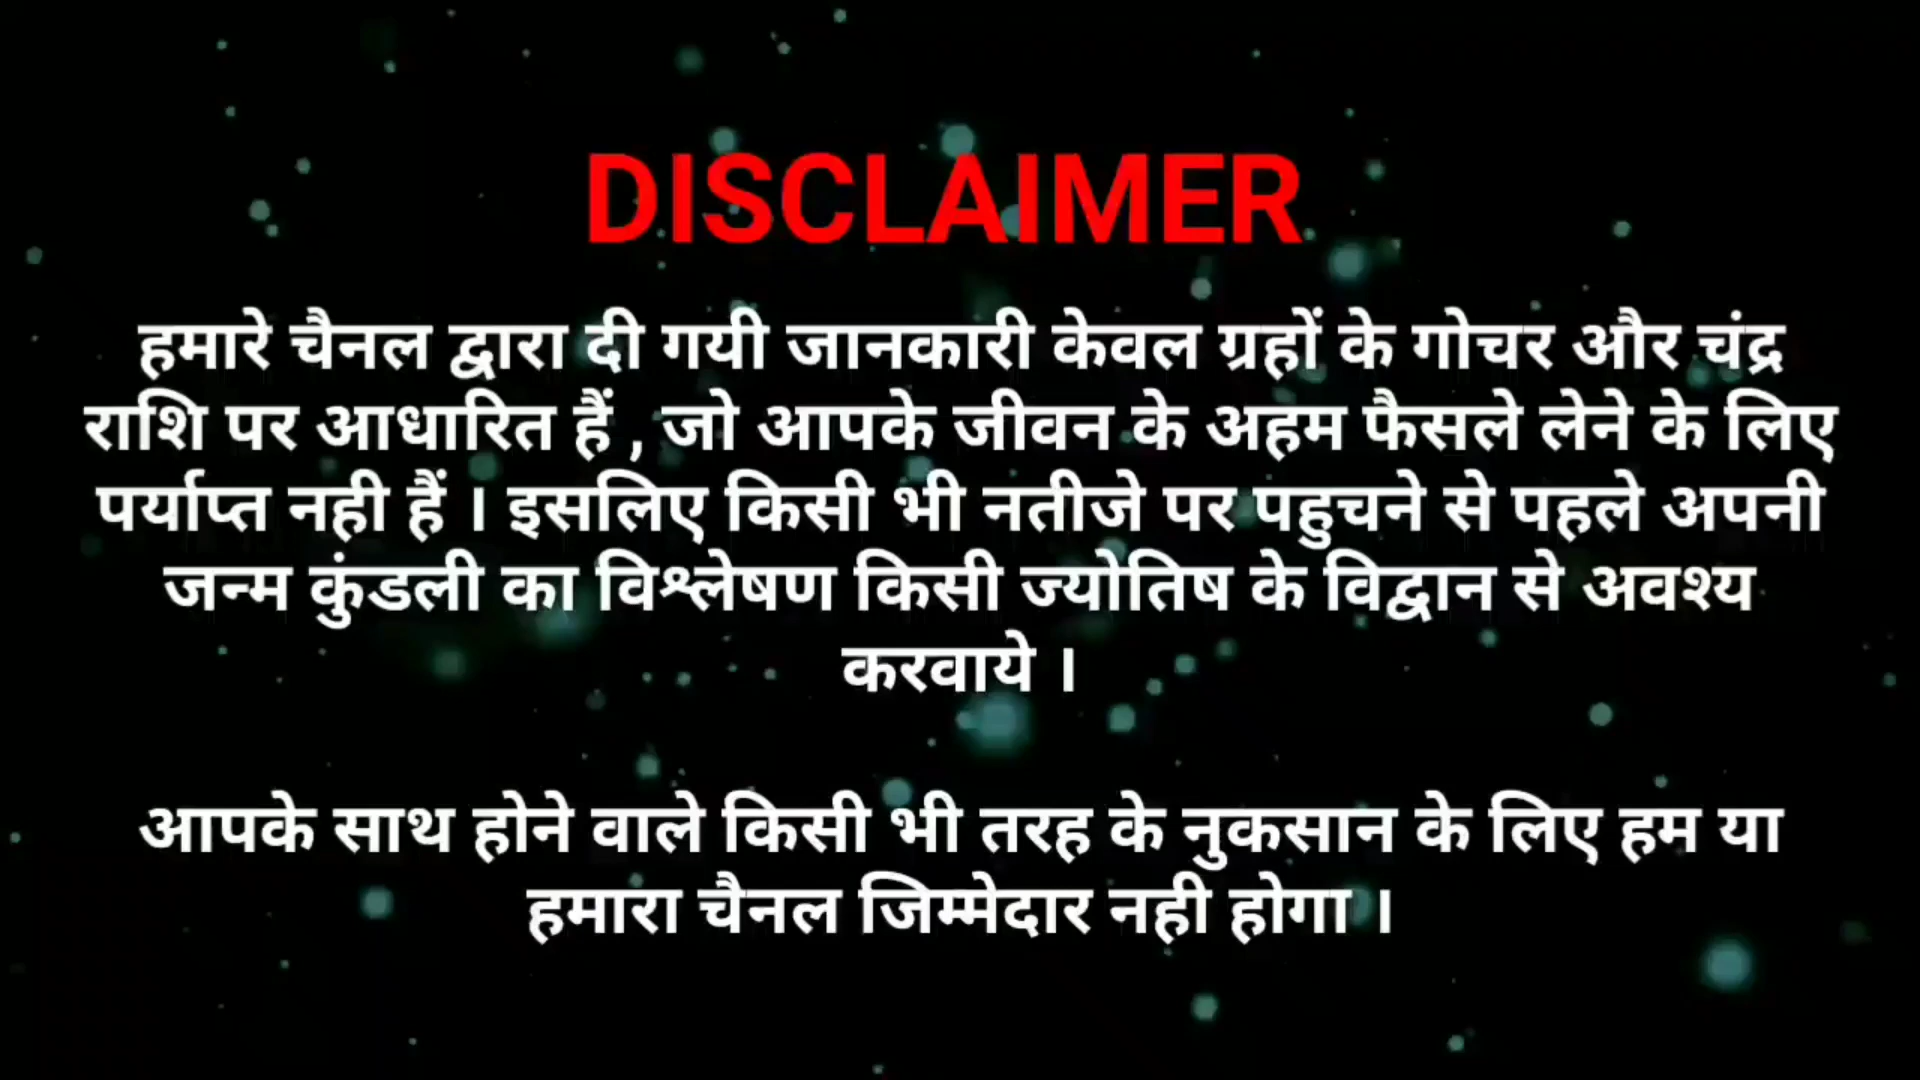 DISCLAIMER
हमारे चैनल द्वारा दी गयी जानकारी केवल ग्रहों के गोचर और चंद्र
राशि पर आधारित हैं , जो आपके जीवन के अहम फैसले लेने के लिए
पर्याप्त नही हैं । इसलिए किसी भी नतीजे पर पहुचने से पहले अपनी
जन्म कुंडली का विश्लेषण किसी ज्योतिष के विद्वान से अवश्य
करवाये ।
आपके साथ होने वाले किसी भी तरह के नुकसान के लिए हम या
हमारा चैनल जिम्मेदार नही होगा ।